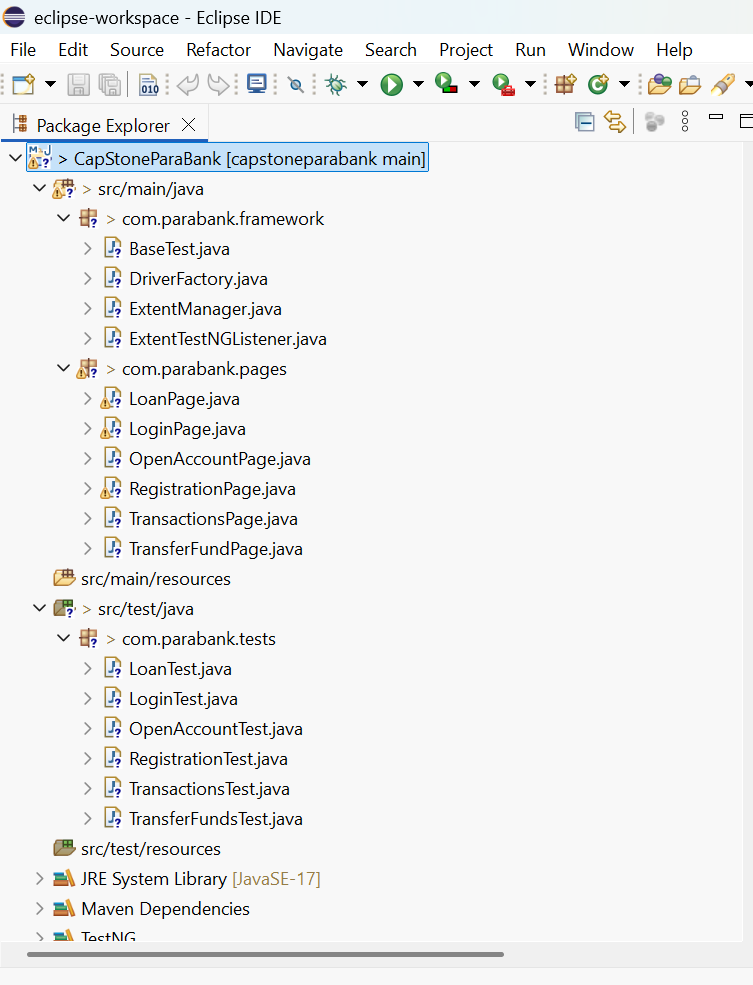 eclipse-workspace - Eclipse IDE
File Edit Source Refactor Navigate Search Project Run Window Help
010
Package Explorer
> CapStoneParaBank [capstoneparabank main]
> src/main/java
> com.parabank.framework
BaseTest.java
DriverFactory.java
ExtentManager.java
ExtentTestNGListener.java
> com.parabank.pages
LoanPage.java
LoginPage.java
OpenAccountPage.java
RegistrationPage.java
TransactionsPage.java
TransferFundPage.java
src/main/resources
> src/test/java
> com.parabank.tests
LoanTest.java
LoginTest.java
OpenAccountTest.java
RegistrationTest.java
TransactionsTest.java
TransferFundsTest.java
src/test/resources
JRE System Library [JavaSE-17]
Maven Dependencies
TestNG